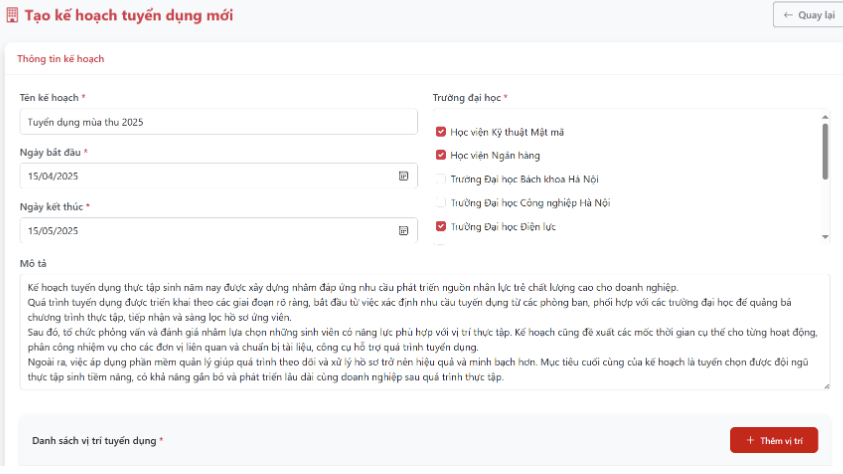 Tạo kế hoạch tuyển dụng mới
← Quay lại
Thông tin kế hoạch
Tên kế hoạch *
Tuyển dụng mùa thu 2025
Ngày bắt đầu *
15/04/2025
Ngày kết thúc *
15/05/2025
Trường đại học *
Học viện Kỹ thuật Mật mã
Học viện Ngân hàng
Trường Đại học Bách khoa Hà Nội
Trường Đại học Công nghiệp Hà Nội
Trường Đại học Điện lực
Mô tả
Kế hoạch tuyển dụng thực tập sinh năm nay được xây dựng nhằm đáp ứng nhu cầu phát triển nguồn nhân lực trẻ chất lượng cao cho doanh nghiệp.
Quá trình tuyển dụng được triển khai theo các giai đoạn rõ ràng, bắt đầu từ việc xác định nhu cầu tuyển dụng từ các phòng ban, phối hợp với các trường đại học để quảng bá
chương trình thực tập, tiếp nhận và sàng lọc hồ sơ ứng viên.
Sau đó, tổ chức phỏng vấn và đánh giá nhằm lựa chọn những sinh viên có năng lực phù hợp với vị trí thực tập. Kế hoạch cũng đề xuất các mốc thời gian cụ thể cho từng hoạt động,
phân công nhiệm vụ cho các đơn vị liên quan và chuẩn bị tài liệu, công cụ hỗ trợ quá trình tuyển dụng.
Ngoài ra, việc áp dụng phần mềm quản lý giúp quá trình theo dõi và xử lý hồ sơ trở nên hiệu quả và minh bạch hơn. Mục tiêu cuối cùng của kế hoạch là tuyển chọn được đội ngũ
thực tập sinh tiềm năng, có khả năng gắn bó và phát triển lâu dài cùng doanh nghiệp sau quá trình thực tập.
Danh sách vị trí tuyển dụng *
+ Thêm vị trí